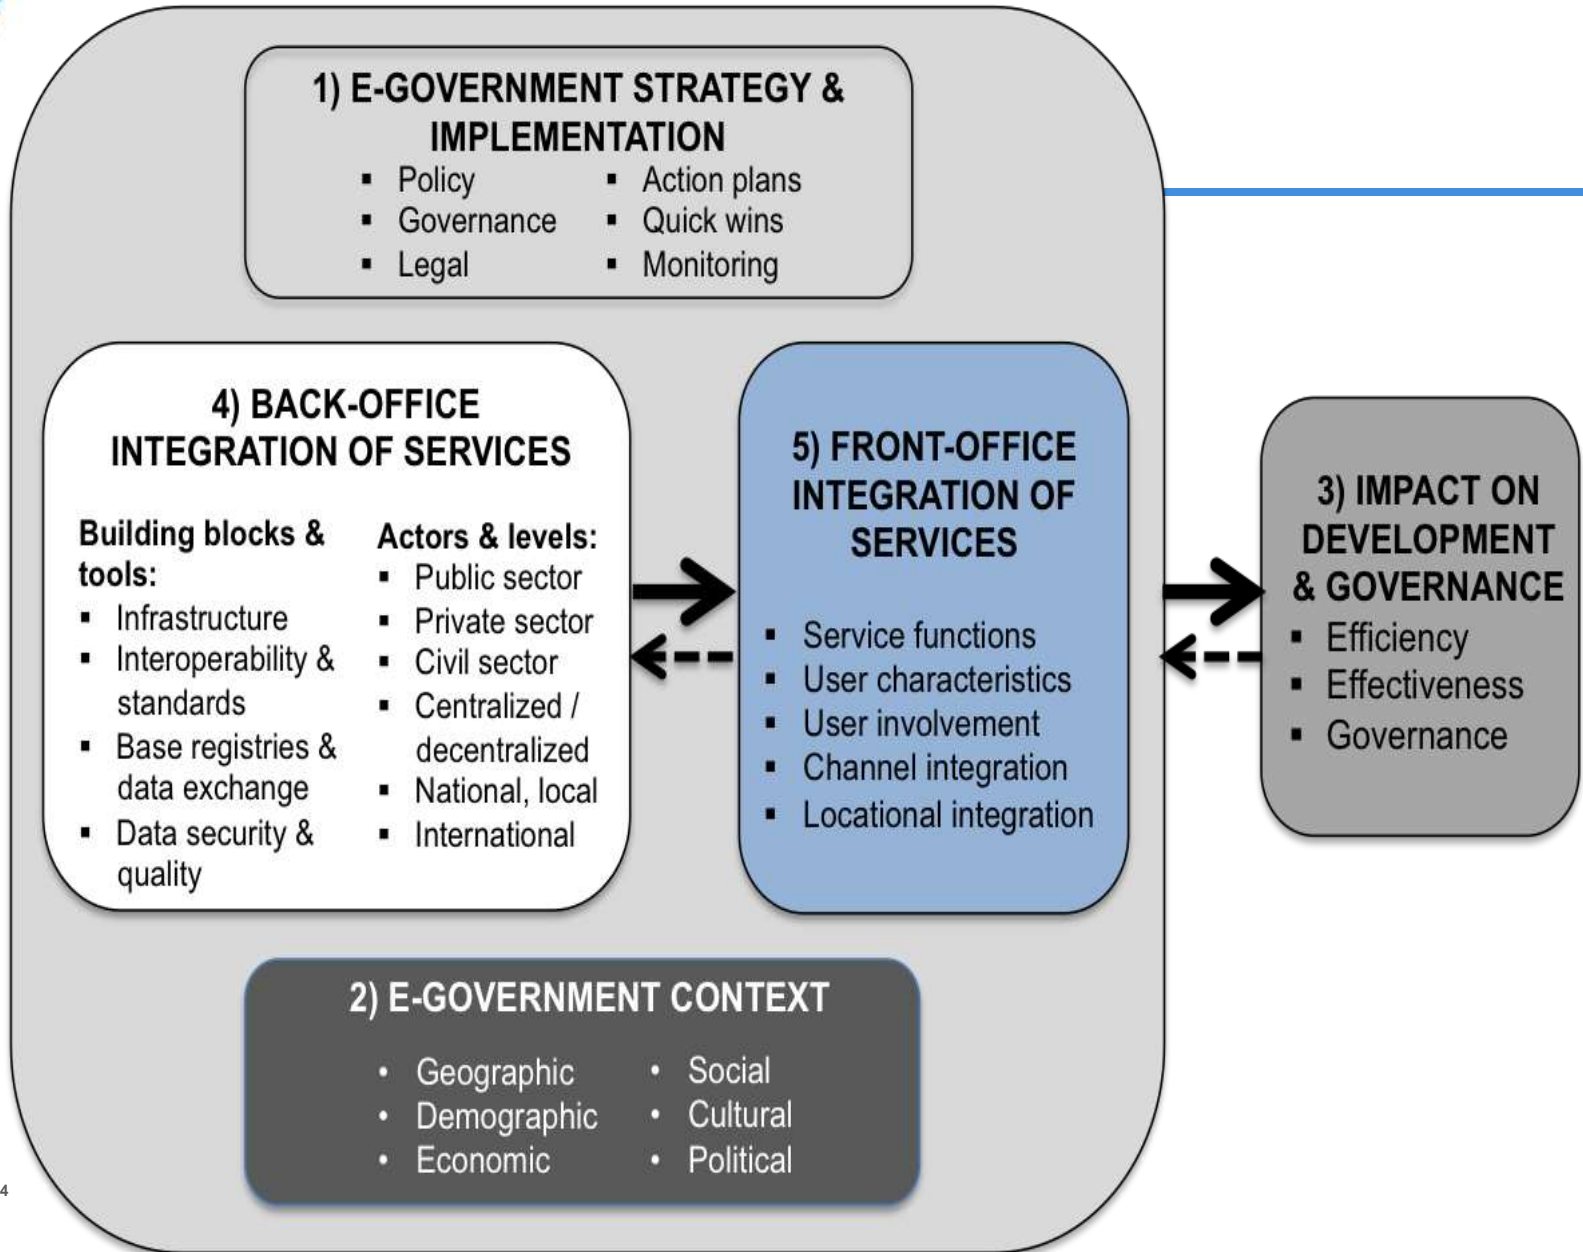 1) E-GOVERNMENT STRATEGY &
IMPLEMENTATION
▪ Policy
▪ Governance
▪ Legal
▪ Action plans
▪ Quick wins
▪ Monitoring
4) BACK-OFFICE
INTEGRATION OF SERVICES
Building blocks &
tools:
▪ Infrastructure
▪ Interoperability &
standards
▪ Base registries &
data exchange
▪ Data security &
quality
Actors & levels:
▪ Public sector
▪ Private sector
▪ Civil sector
▪ Centralized /
decentralized
▪ National, local
▪ International
5) FRONT-OFFICE
INTEGRATION OF
SERVICES
▪ Service functions
▪ User characteristics
▪ User involvement
▪ Channel integration
▪ Locational integration
3) IMPACT ON
DEVELOPMENT
& GOVERNANCE
▪ Efficiency
▪ Effectiveness
▪ Governance
2) E-GOVERNMENT CONTEXT
• Geographic
• Demographic
• Economic
• Social
• Cultural
• Political
4